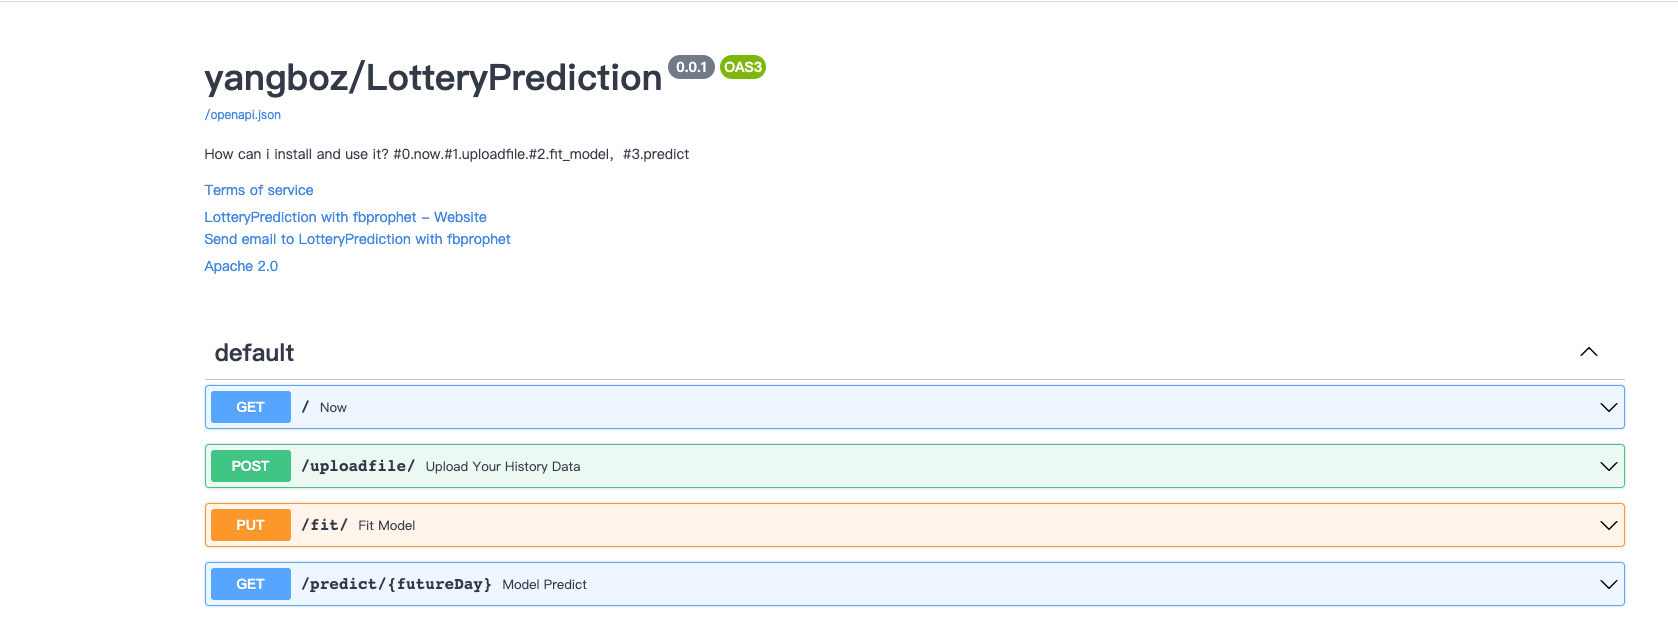 yangboz/LotteryPrediction 0.0.1 OAS3
/openapi.json
How can i install and use it? #0.now.#1.uploadfile.#2.fit_model，#3.predict
Terms of service
LotteryPrediction with fbprophet - Website
Send email to LotteryPrediction with fbprophet
Apache 2.0
default
GET / Now
POST /uploadfile/ Upload Your History Data
PUT /fit/ Fit Model
GET /predict/{futureDay} Model Predict